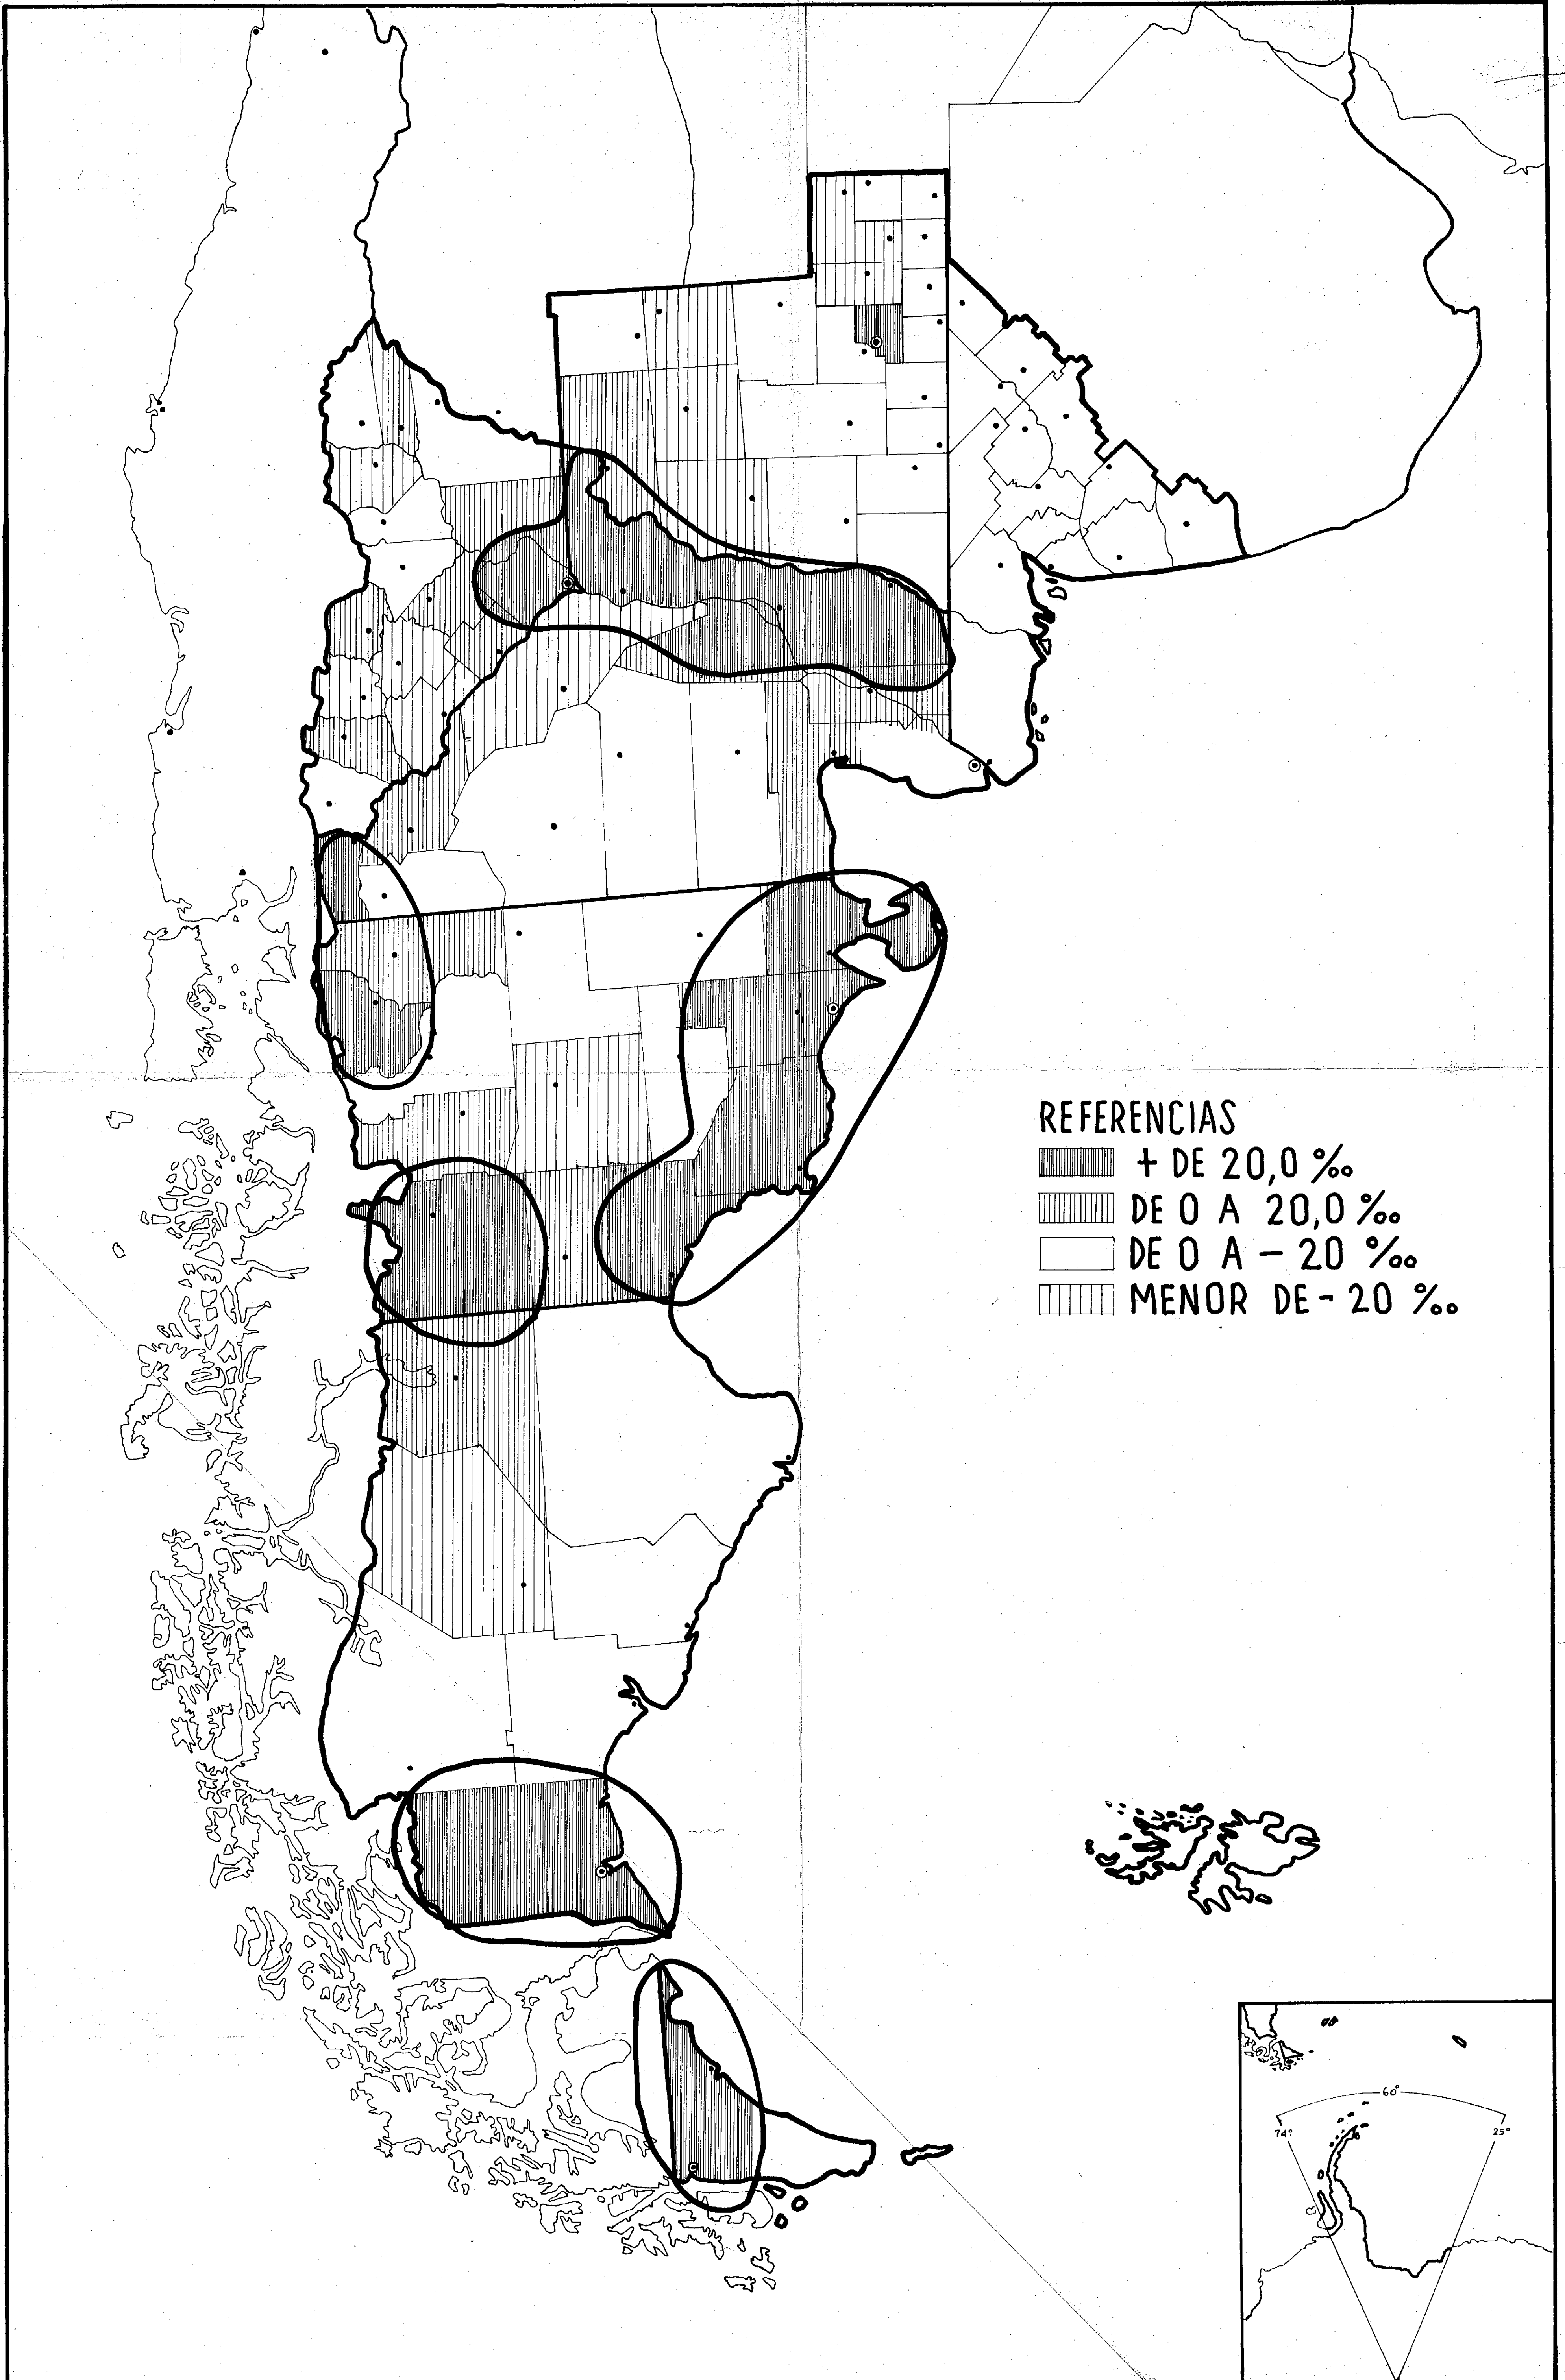 REFERENCIAS
+ DE 20,0 ‰
DE 0 A 20,0 ‰
DE 0 A - 20 ‰
MENOR DE - 20 ‰
60°
74°
25°